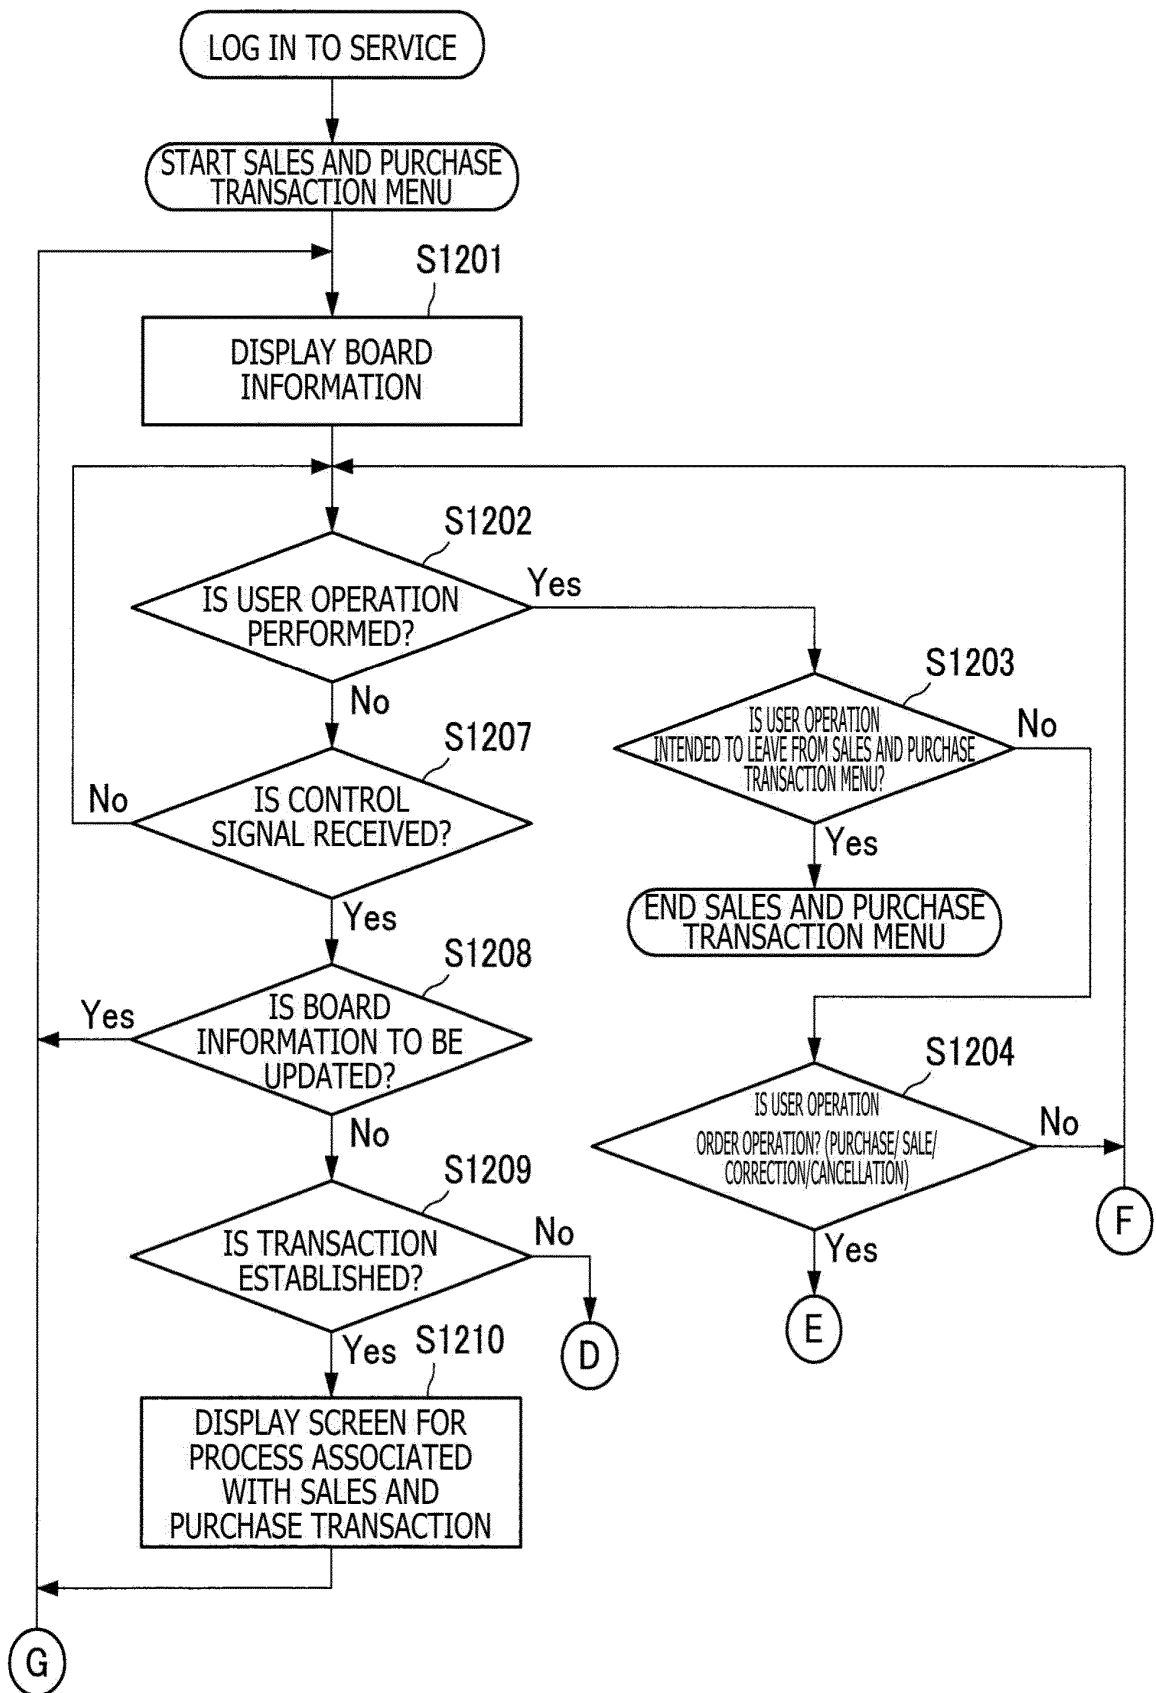 LOG IN TO SERVICE
START SALES AND PURCHASE
TRANSACTION MENU
S1201
DISPLAY BOARD
INFORMATION
S1202
IS USER OPERATION
PERFORMED?
Yes
No
S1203
IS USER OPERATION
INTENDED TO LEAVE FROM SALES AND PURCHASE
TRANSACTION MENU?
No
Yes
END SALES AND PURCHASE
TRANSACTION MENU
S1207
IS CONTROL
SIGNAL RECEIVED?
No
Yes
S1208
IS BOARD
INFORMATION TO BE
UPDATED?
Yes
No
S1204
IS USER OPERATION
ORDER OPERATION? (PURCHASE/ SALE/
CORRECTION/CANCELLATION)
No
Yes
F
E
S1209
IS TRANSACTION
ESTABLISHED?
No
Yes
D
S1210
DISPLAY SCREEN FOR
PROCESS ASSOCIATED
WITH SALES AND
PURCHASE TRANSACTION
G